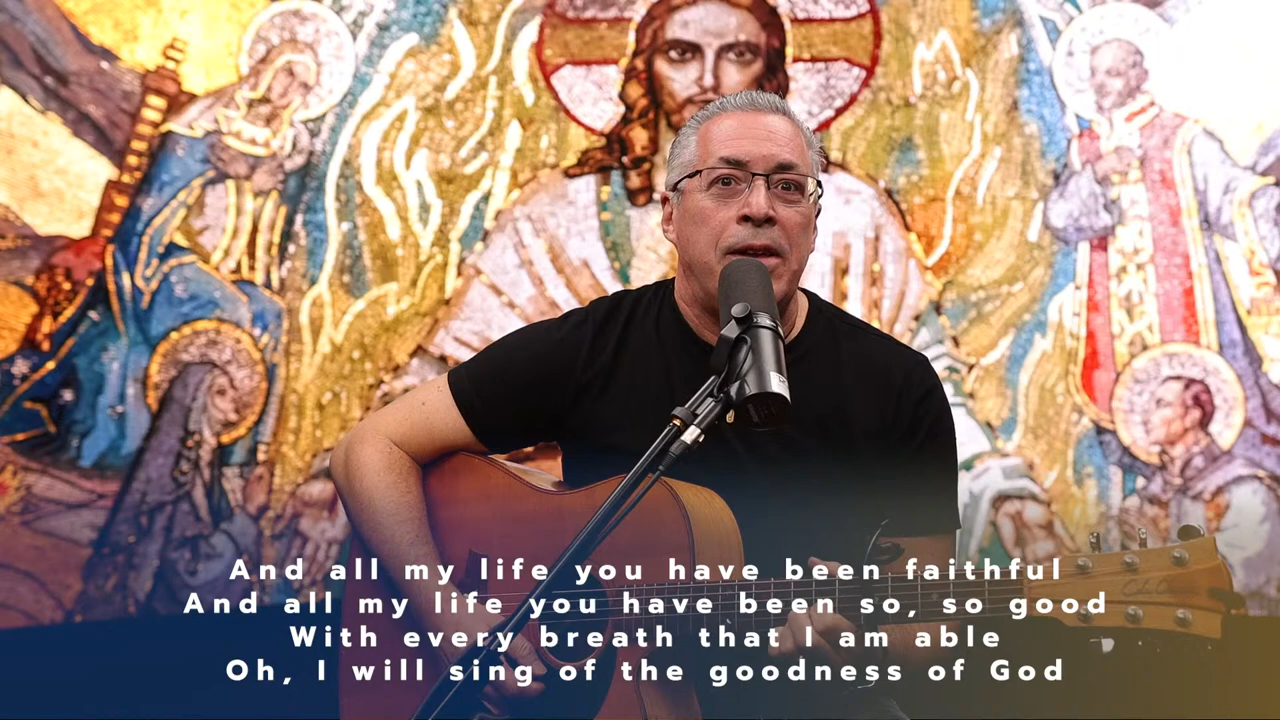 And all my life you have been faithful
And all my life you have been so, so good
With every breath that I am able
Oh, I will sing of the goodness of God